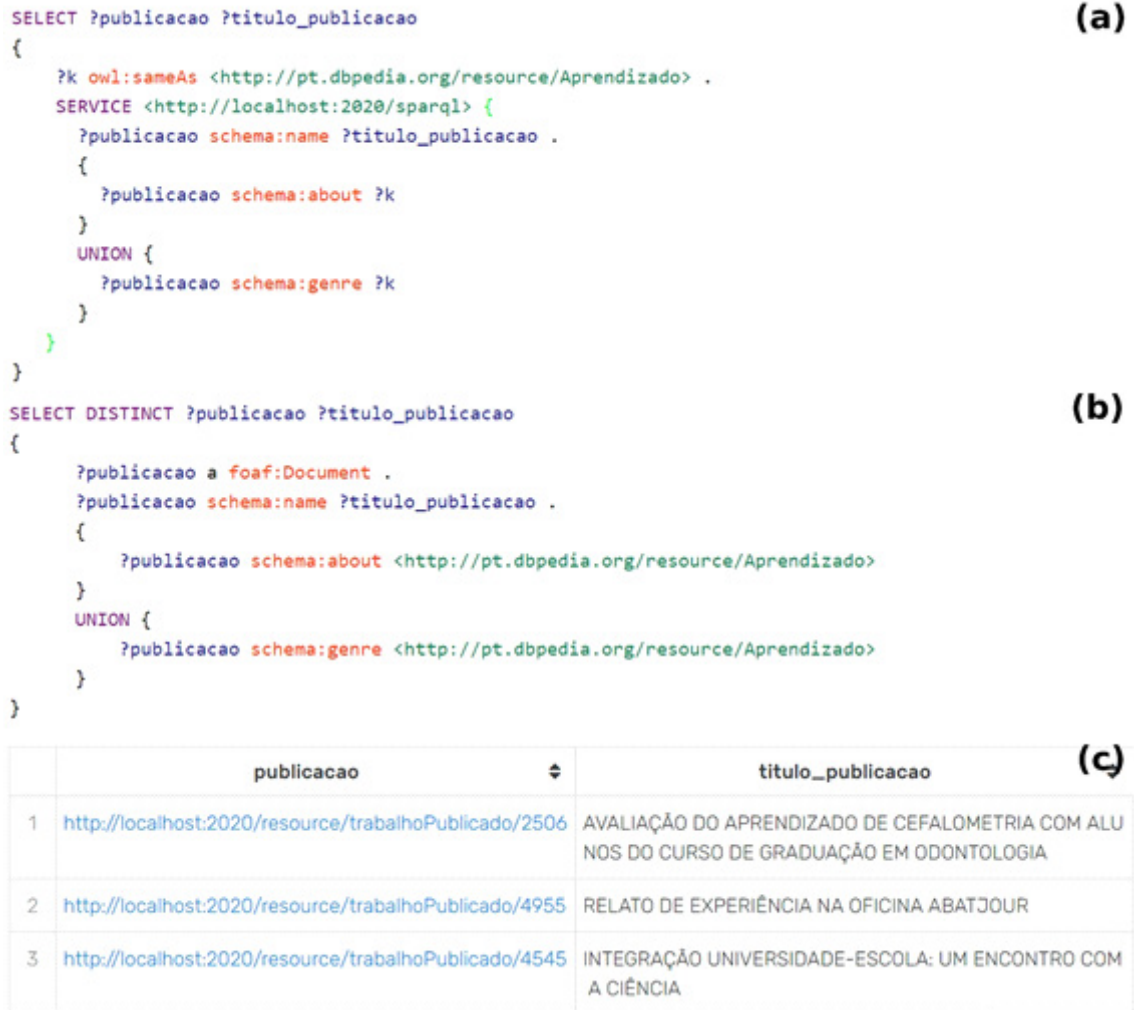 SELECT ?publicacao ?titulo_publicacao
(a)
{
?k owl:sameAs <http://pt.dbpedia.org/resource/Aprendizado> .
SERVICE <http://localhost:2020/sparql> {
?publicacao schema:name ?titulo_publicacao .
{
?publicacao schema:about ?k
}
UNION {
?publicacao schema:genre ?k
}
}
}
SELECT DISTINCT ?publicacao ?titulo_publicacao
(b)
{
?publicacao a foaf:Document .
?publicacao schema:name ?titulo_publicacao .
{
?publicacao schema:about <http://pt.dbpedia.org/resource/Aprendizado>
}
UNION {
?publicacao schema:genre <http://pt.dbpedia.org/resource/Aprendizado>
}
}
publicacao titulo_publicacao
(c)
1 http://localhost:2020/resource/trabalhoPublicado/2506 AVALIAÇÃO DO APRENDIZADO DE CEFALOMETRIA COM ALU
NOS DO CURSO DE GRADUAÇÃO EM ODONTOLOGIA
2 http://localhost:2020/resource/trabalhoPublicado/4955 RELATO DE EXPERIÊNCIA NA OFICINA ABATJOUR
3 http://localhost:2020/resource/trabalhoPublicado/4545 INTEGRAÇÃO UNIVERSIDADE-ESCOLA: UM ENCONTRO COM
A CIÊNCIA